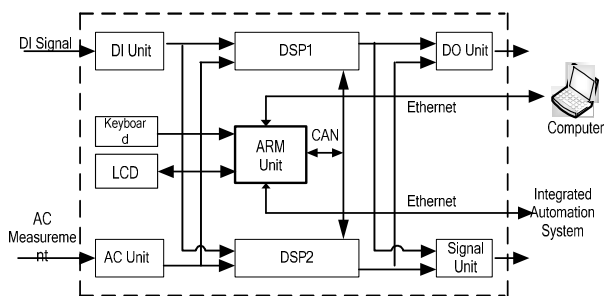 DI Signal
DI Unit
DSP1
DO Unit
Ethernet
Computer
Keyboar
d
CAN
ARM
Unit
LCD
Ethernet
Integrated
Automation
System
AC
Measureme
nt
AC Unit
DSP2
Signal
Unit